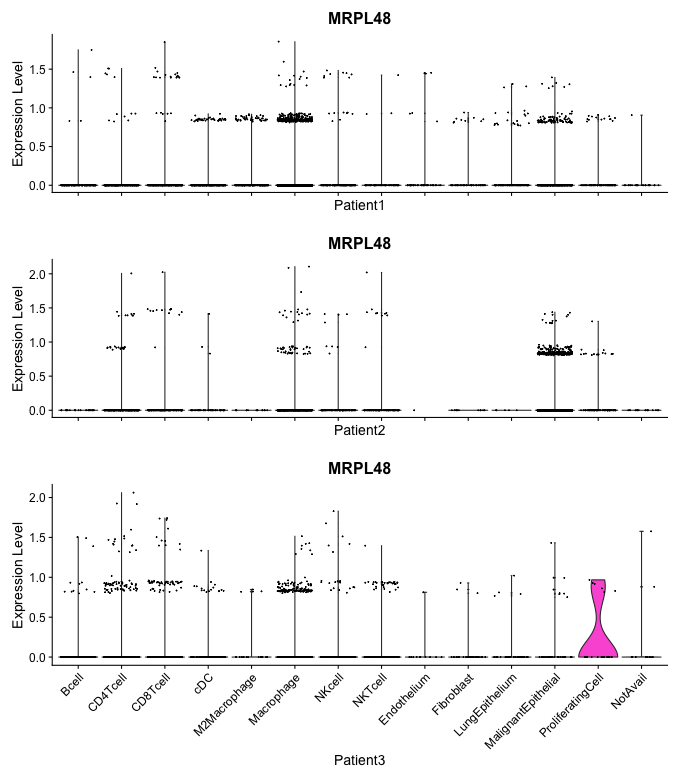 MRPL48
Expression Level
1.5
1.0
0.5
0.0
Patient1
MRPL48
Expression Level
2.0
1.5
1.0
0.5
0.0
Patient2
MRPL48
Expression Level
2.0
1.5
1.0
0.5
0.0
Bcell
CD4Tcell
CD8Tcell
cDC
M2Macrophage
Macrophage
NKcell
NKTcell
Endothelium
Fibroblast
LungEpithelium
MalignantEpithelial
ProliferatingCell
NotAvail
Patient3